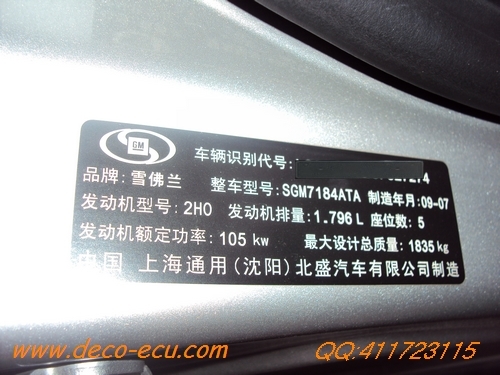 GM
车辆识别代号:
品牌: 雪佛兰 整车型号: SGM7184ATA 制造年月: 09-07
发动机型号: 2H0 发动机排量: 1.796 L 座位数: 5
发动机额定功率: 105 kw 最大设计总质量: 1835 kg
中国 上海通用(沈阳)北盛汽车有限公司制造
www.deco-ecu.com QQ:411723115